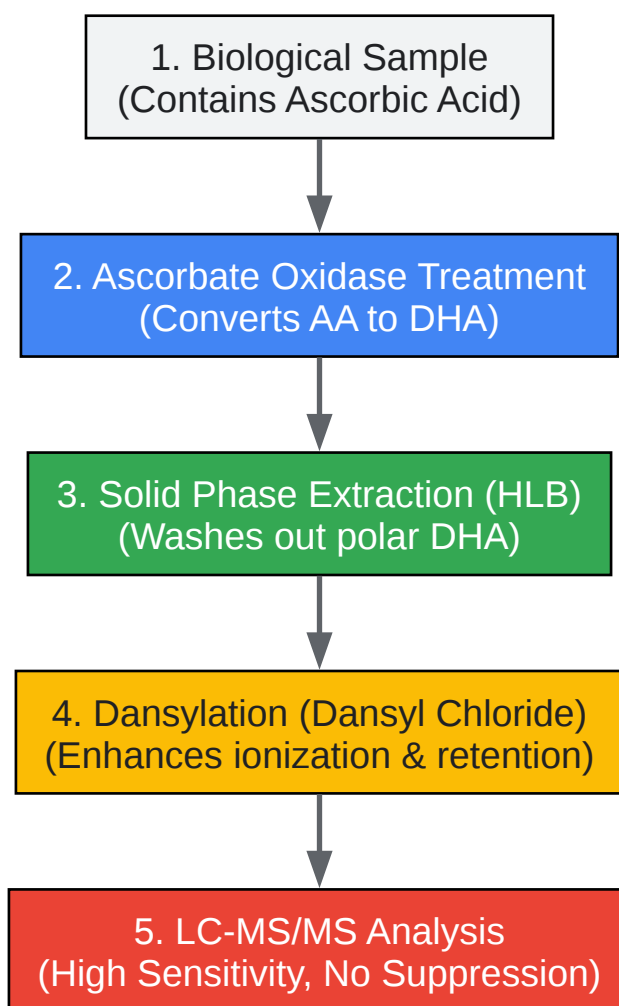 1. Biological Sample
(Contains Ascorbic Acid)
2. Ascorbate Oxidase Treatment
(Converts AA to DHA)
3. Solid Phase Extraction (HLB)
(Washes out polar DHA)
4. Dansylation (Dansyl Chloride)
(Enhances ionization & retention)
5. LC-MS/MS Analysis
(High Sensitivity, No Suppression)